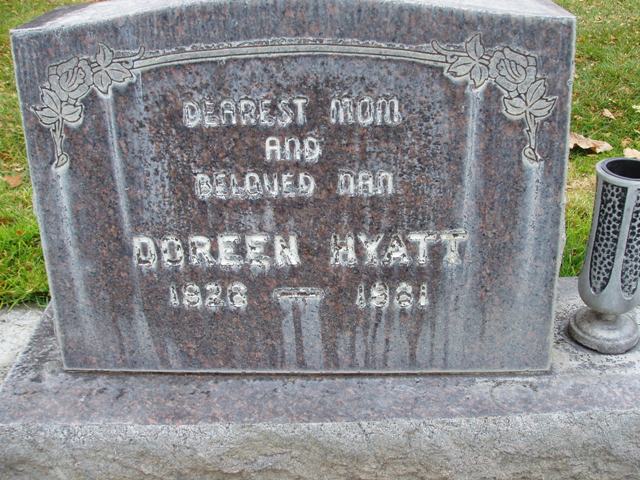 DEAREST MOM
AND
BELOVED NAN
DOREEN HYATT
1926 – 1981